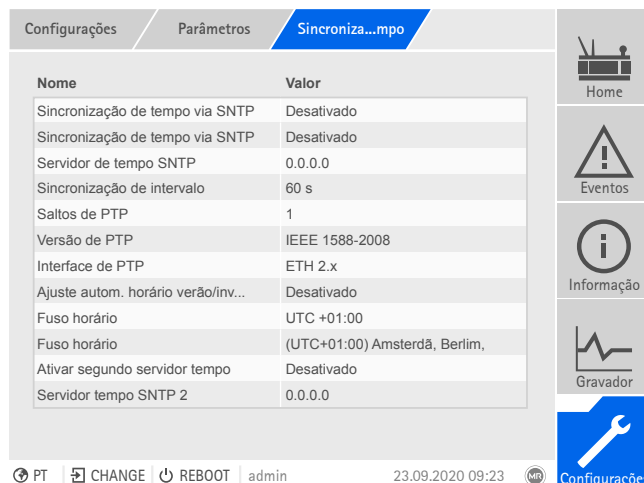 Configurações Parâmetros Sincroniza...mpo
Home
Nome Valor
Sincronização de tempo via SNTP Desativado
Sincronização de tempo via SNTP Desativado
Servidor de tempo SNTP 0.0.0.0
Sincronização de intervalo 60 s
Saltos de PTP 1
Versão de PTP IEEE 1588-2008
Interface de PTP ETH 2.x
Ajuste autom. horário verão/inv... Desativado
Fuso horário UTC +01:00
Fuso horário (UTC+01:00) Amsterdã, Berlim,
Ativar segundo servidor tempo Desativado
Servidor tempo SNTP 2 0.0.0.0
Eventos
Informação
Gravador
Configurações
PT CHANGE REBOOT admin 23.09.2020 09:23 MR